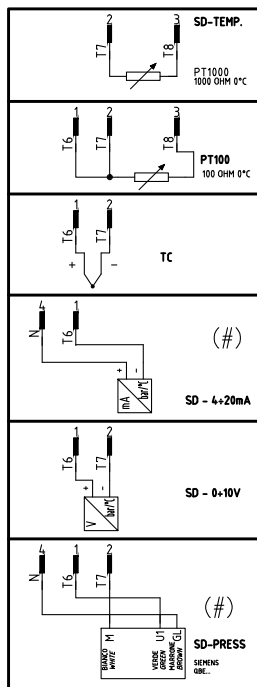 2 3 SD-TEMP.
T7 T8
PT1000
1000 OHM 0°C
1 2 3
T6 T7 T8
PT100
100 OHM 0°C
1 2
T6 T7
TC
+ −
4 1
N T6
(#)
+ -
mA bar/°C
SD - 4÷20mA
1 2
T6 T7
+ -
V bar/°C
SD - 0÷10V
4 1 2
N T6 T7
(#)
M U1 GL
BIANCO WHITE
VERDE GREEN
MARRONE BROWN
SD-PRESS
SIEMENS
QBE...